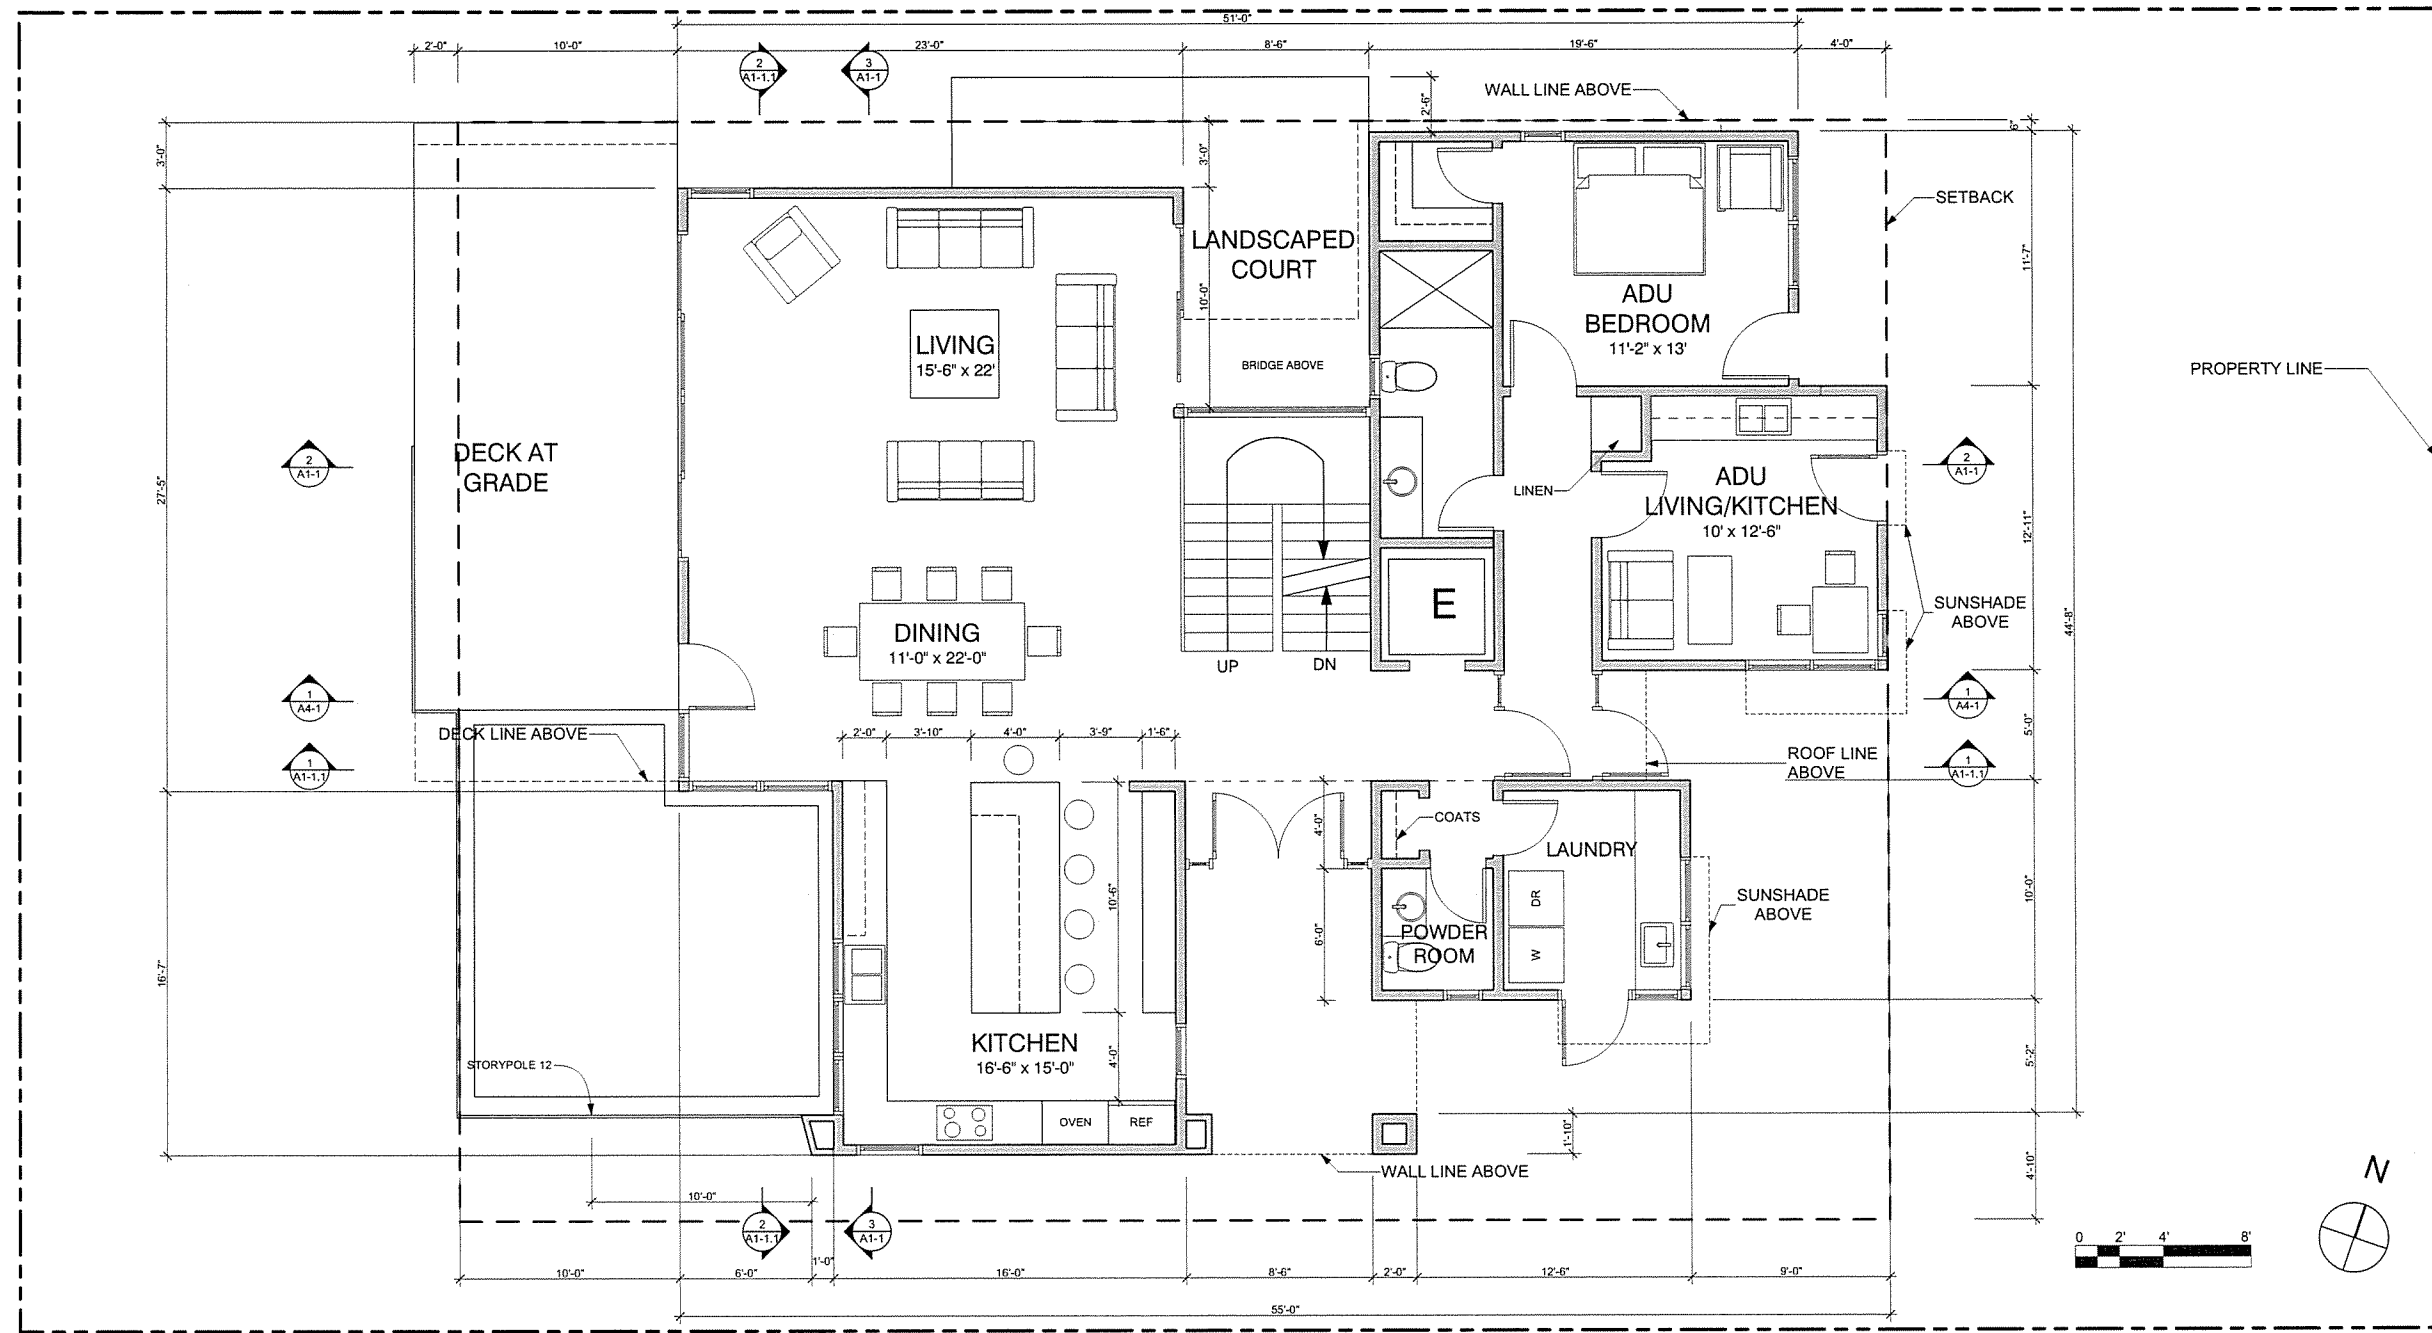 51'-0"
2'-0"
10'-0"
23'-0"
8'-6"
19'-6"
4'-0"
2
A1-1.1
3
A1-1
WALL LINE ABOVE
2'-6"
6"
3'-0"
3'-0"
SETBACK
LANDSCAPED
COURT
11'-7"
10'-0"
ADU
BEDROOM
11'-2" x 13'
LIVING
15'-6" x 22'
BRIDGE ABOVE
PROPERTY LINE
DECK AT
GRADE
2
A1-1
2
A1-1
27'-5"
LINEN
ADU
LIVING/KITCHEN
10' x 12'-6"
12'-11"
E
SUNSHADE
ABOVE
44'-8"
DINING
11'-0" x 22'-0"
UP
DN
1
A4-1
1
A4-1
5'-0"
DECK LINE ABOVE
2'-0"
3'-10"
4'-0"
3'-9"
1'-6"
ROOF LINE
ABOVE
1
A1-1.1
1
A1-1.1
COATS
4'-0"
LAUNDRY
10'-6"
DR
10'-0"
SUNSHADE
ABOVE
6'-0"
POWDER
ROOM
W
16'-7"
KITCHEN
16'-6" x 15'-0"
4'-0"
5'-2"
STORYPOLE 12
OVEN
REF
1'-10"
WALL LINE ABOVE
4'-10"
N
10'-0"
2
A1-1.1
3
A1-1
0
2'
4'
8'
1'-0"
10'-0"
6'-0"
16'-0"
8'-6"
2'-0"
12'-6"
9'-0"
55'-0"